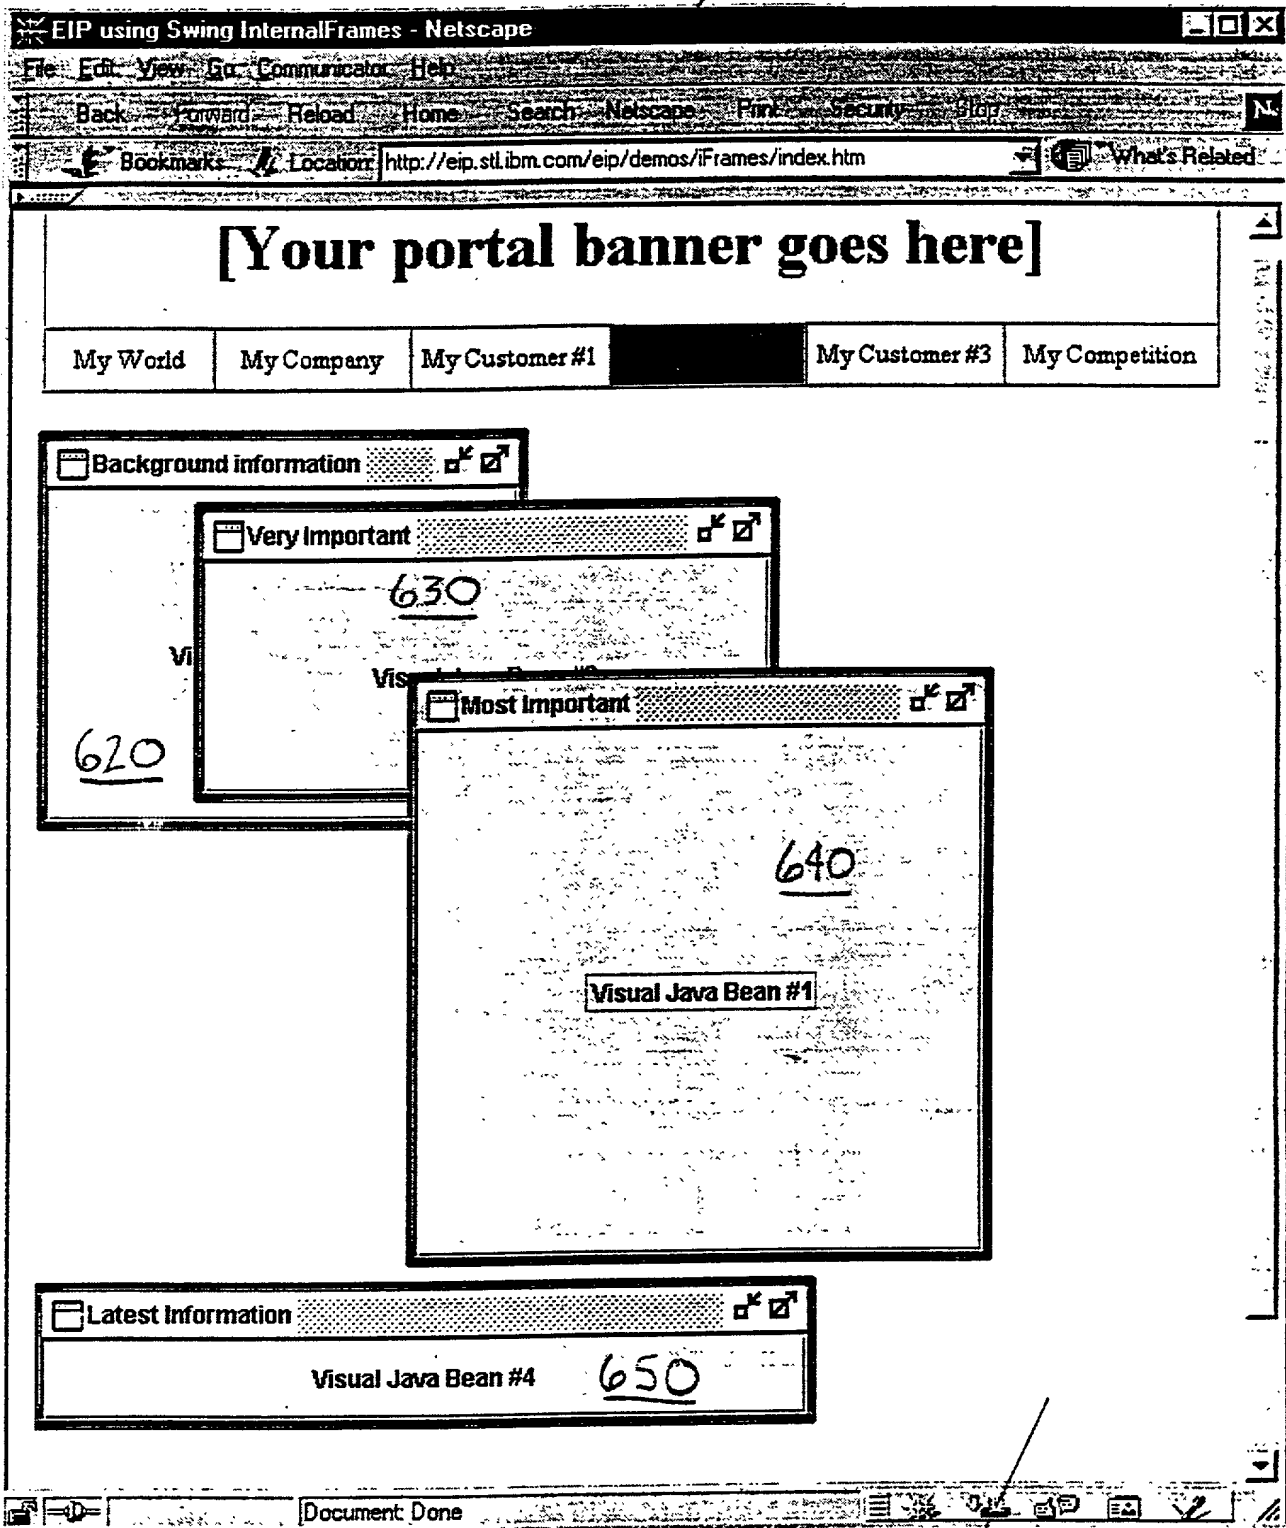 EIP using Swing InternalFrames - Netscape
File Edit View Go Communicator Help
Back Forward Reload Home Search Netscape Print Security Stop
N
Bookmarks Location: http://eip.stl.ibm.com/eip/demos/iFrames/index.htm What's Related
[Your portal banner goes here]
My World My Company My Customer #1 My Customer #3 My Competition
Background information
Very Important
630
Vi
620
Most Important
640
Visual Java Bean #1
Latest Information
Visual Java Bean #4 650
Document: Done